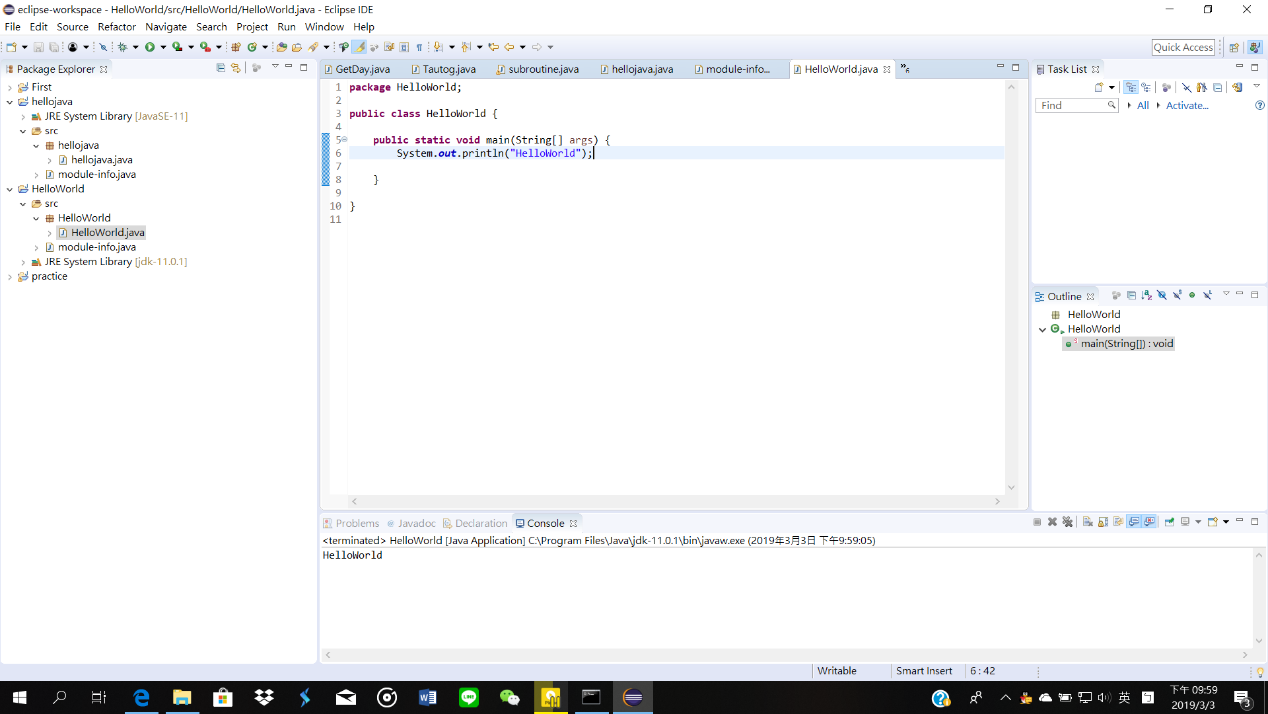 eclipse-workspace - HelloWorld/src/HelloWorld/HelloWorld.java - Eclipse IDE
File Edit Source Refactor Navigate Search Project Run Window Help
Quick Access
Package Explorer
First
hellojava
JRE System Library [JavaSE-11]
src
hellojava
hellojava.java
module-info.java
HelloWorld
src
HelloWorld
HelloWorld.java
module-info.java
JRE System Library [jdk-11.0.1]
practice
GetDay.java Tautog.java subroutine.java hellojava.java module-info... HelloWorld.java »6
1 package HelloWorld;
2
3 public class HelloWorld {
4
5 public static void main(String[] args) {
6 System.out.println("HelloWorld");
7
8 }
9
10 }
11
Task List
Find All Activate...
Outline
HelloWorld
HelloWorld
main(String[]) : void
Problems Javadoc Declaration Console
<terminated> HelloWorld [Java Application] C:\Program Files\Java\jdk-11.0.1\bin\javaw.exe (2019年3月3日 下午9:59:05)
HelloWorld
Writable Smart Insert 6 : 42
英
下午 09:59
2019/3/3
3